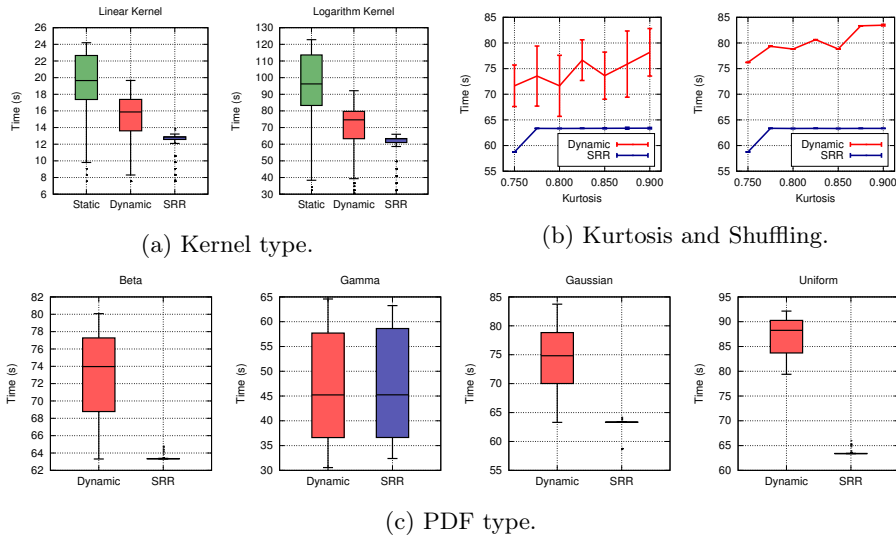 Linear Kernel
Time (s)
26
24
22
20
18
16
14
12
10
8
6
Static Dynamic SRR
Logarithm Kernel
Time (s)
130
120
110
100
90
80
70
60
50
40
30
Static Dynamic SRR
(a) Kernel type.
Time (s)
85
80
75
70
65
60
55
0.750 0.800 0.850 0.900
Kurtosis
Dynamic
SRR
85
80
75
70
65
60
55
0.750 0.800 0.850 0.900
Kurtosis
Dynamic
SRR
(b) Kurtosis and Shuffling.
Beta
Time (s)
82
80
78
76
74
72
70
68
66
64
62
Dynamic SRR
Gamma
Time (s)
65
60
55
50
45
40
35
30
Dynamic SRR
Gaussian
Time (s)
85
80
75
70
65
60
55
Dynamic SRR
Uniform
Time (s)
95
90
85
80
75
70
65
60
Dynamic SRR
(c) PDF type.